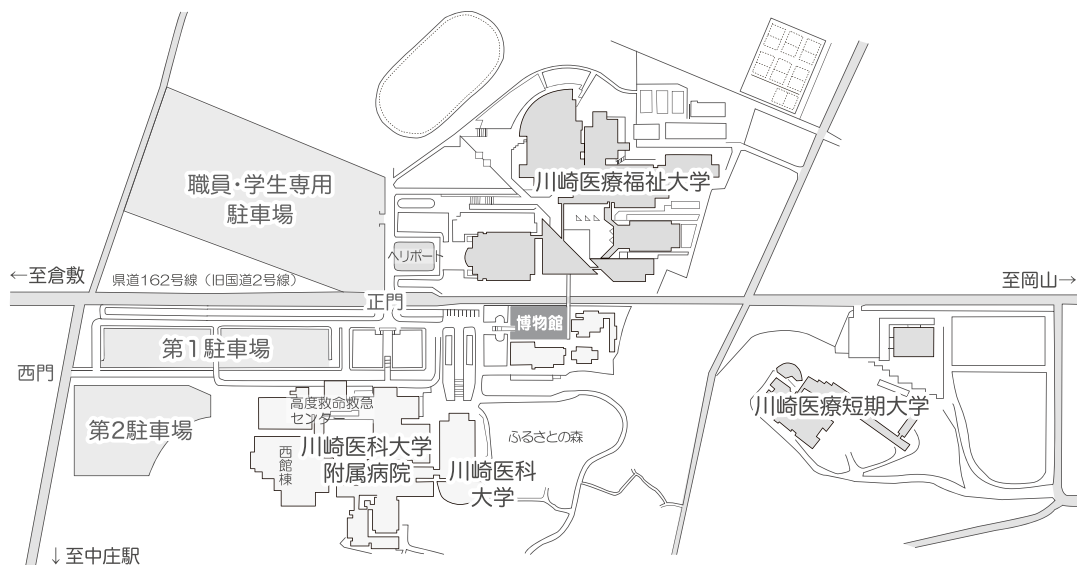 川崎医療福祉大学
職員・学生専用
駐車場
ヘリポート
←至倉敷
県道162号線（旧国道2号線）
至岡山→
正門
博物館
第1駐車場
西門
高度救命救急
センター
川崎医療短期大学
第2駐車場
川崎医科大学
附属病院
西館棟
ふるさとの森
川崎医科
大学
↓至中庄駅